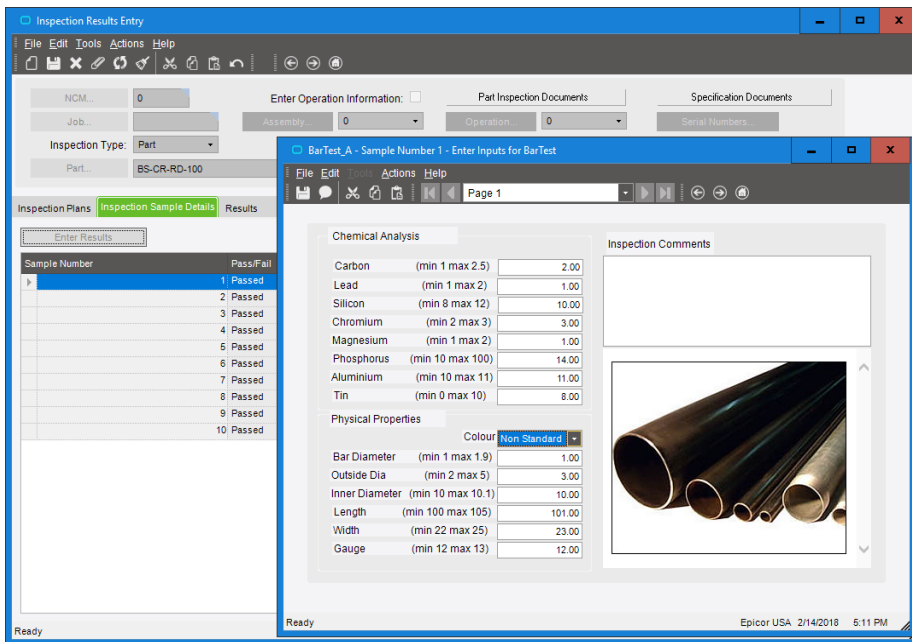 Inspection Results Entry
File Edit Tools Actions Help
NCM... 0 Enter Operation Information: Part Inspection Documents Specification Documents
Job... Assembly... 0 Operation... 0 Serial Numbers...
Inspection Type: Part
Part... BS-CR-RD-100
Inspection Plans Inspection Sample Details Results
Enter Results
Sample Number Pass/Fail
1 Passed
2 Passed
3 Passed
4 Passed
5 Passed
6 Passed
7 Passed
8 Passed
9 Passed
10 Passed
Ready
BarTest_A - Sample Number 1 - Enter Inputs for BarTest
File Edit Tools Actions Help
Page 1
Chemical Analysis
Carbon (min 1 max 2.5) 2.00
Lead (min 1 max 2) 1.00
Silicon (min 8 max 12) 10.00
Chromium (min 2 max 3) 3.00
Magnesium (min 1 max 2) 1.00
Phosphorus (min 10 max 100) 14.00
Aluminium (min 10 max 11) 11.00
Tin (min 0 max 10) 8.00
Physical Properties
Colour Non Standard
Bar Diameter (min 1 max 1.9) 1.00
Outside Dia (min 2 max 5) 3.00
Inner Diameter (min 10 max 10.1) 10.00
Length (min 100 max 105) 101.00
Width (min 22 max 25) 23.00
Gauge (min 12 max 13) 12.00
Inspection Comments
Ready Epicor USA 2/14/2018 5:11 PM